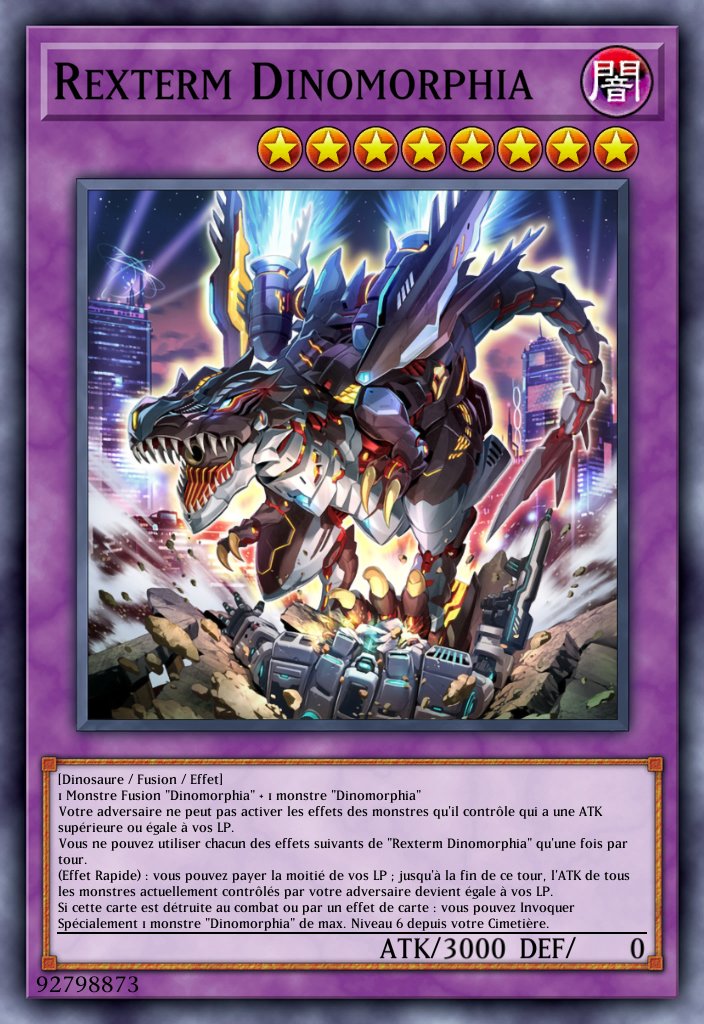 Rexterm Dinomorphia
闇
[Dinosaure / Fusion / Effet]
1 Monstre Fusion "Dinomorphia" + 1 monstre "Dinomorphia"
Votre adversaire ne peut pas activer les effets des monstres qu'il contrôle qui a une ATK
supérieure ou égale à vos LP.
Vous ne pouvez utiliser chacun des effets suivants de "Rexterm Dinomorphia" qu'une fois par
tour.
(Effet Rapide) : vous pouvez payer la moitié de vos LP ; jusqu'à la fin de ce tour, l'ATK de tous
les monstres actuellement contrôlés par votre adversaire devient égale à vos LP.
Si cette carte est détruite au combat ou par un effet de carte : vous pouvez Invoquer
Spécialement 1 monstre "Dinomorphia" de max. Niveau 6 depuis votre Cimetière.
ATK/3000 DEF/ 0
92798873